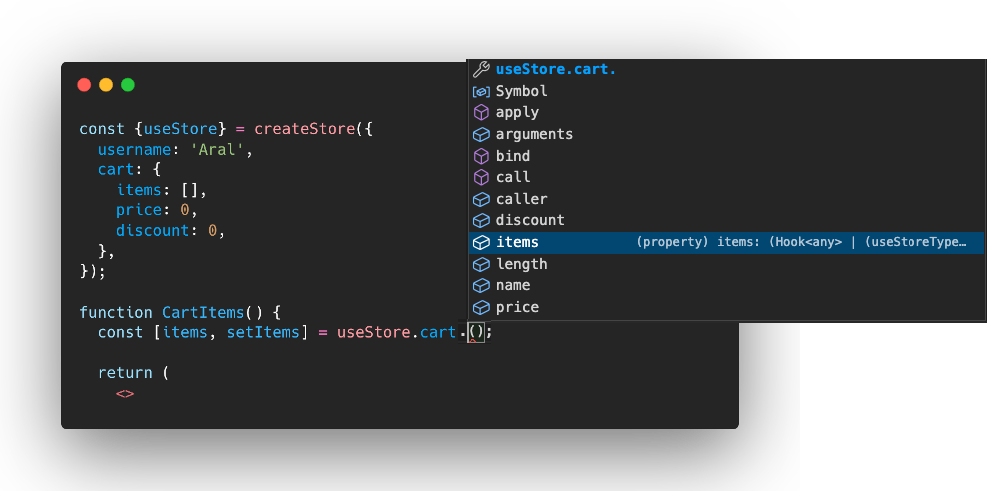 const {useStore} = createStore({
username: 'Aral',
cart: {
items: [],
price: 0,
discount: 0,
},
});
function CartItems() {
const [items, setItems] = useStore.cart.();
return (
<>
useStore.cart.
Symbol
apply
arguments
bind
call
caller
discount
items (property) items: (Hook<any> | (useStoreType…
length
name
price